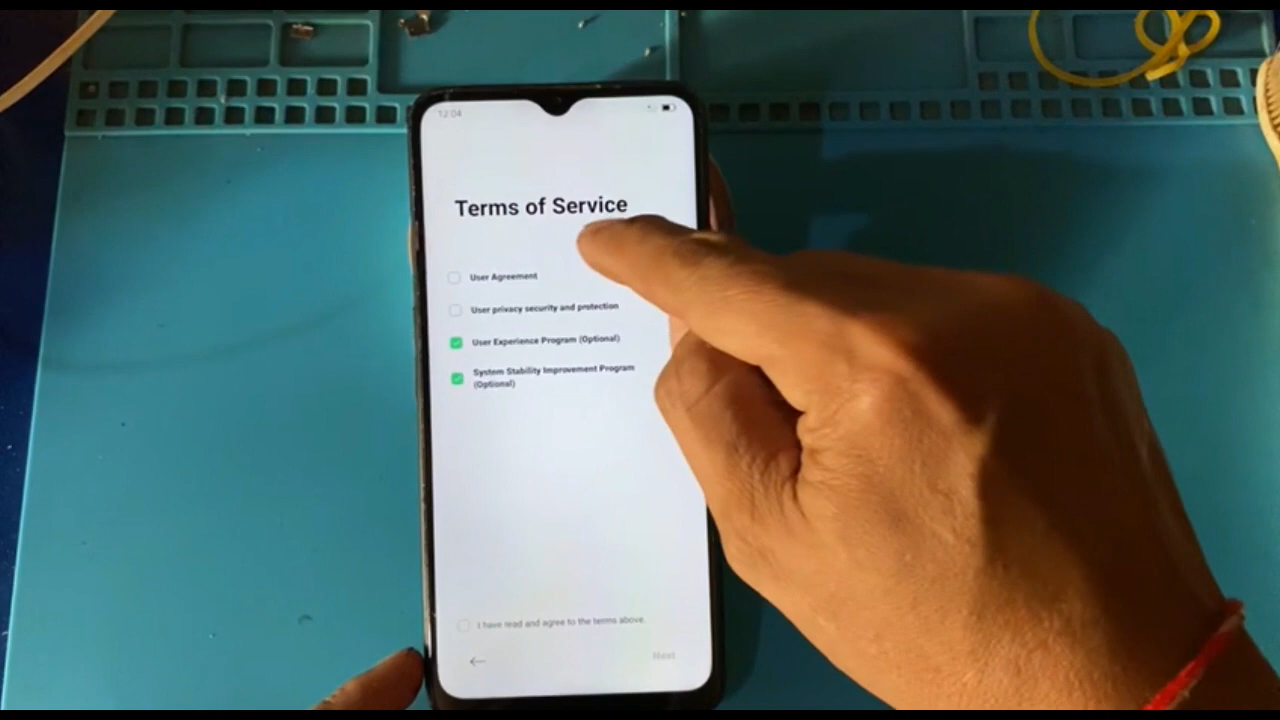 12:04
Terms of Service
User Agreement
User privacy security and protection
User Experience Program (Optional)
System Stability Improvement Program
(Optional)
I have read and agree to the terms above.
Next